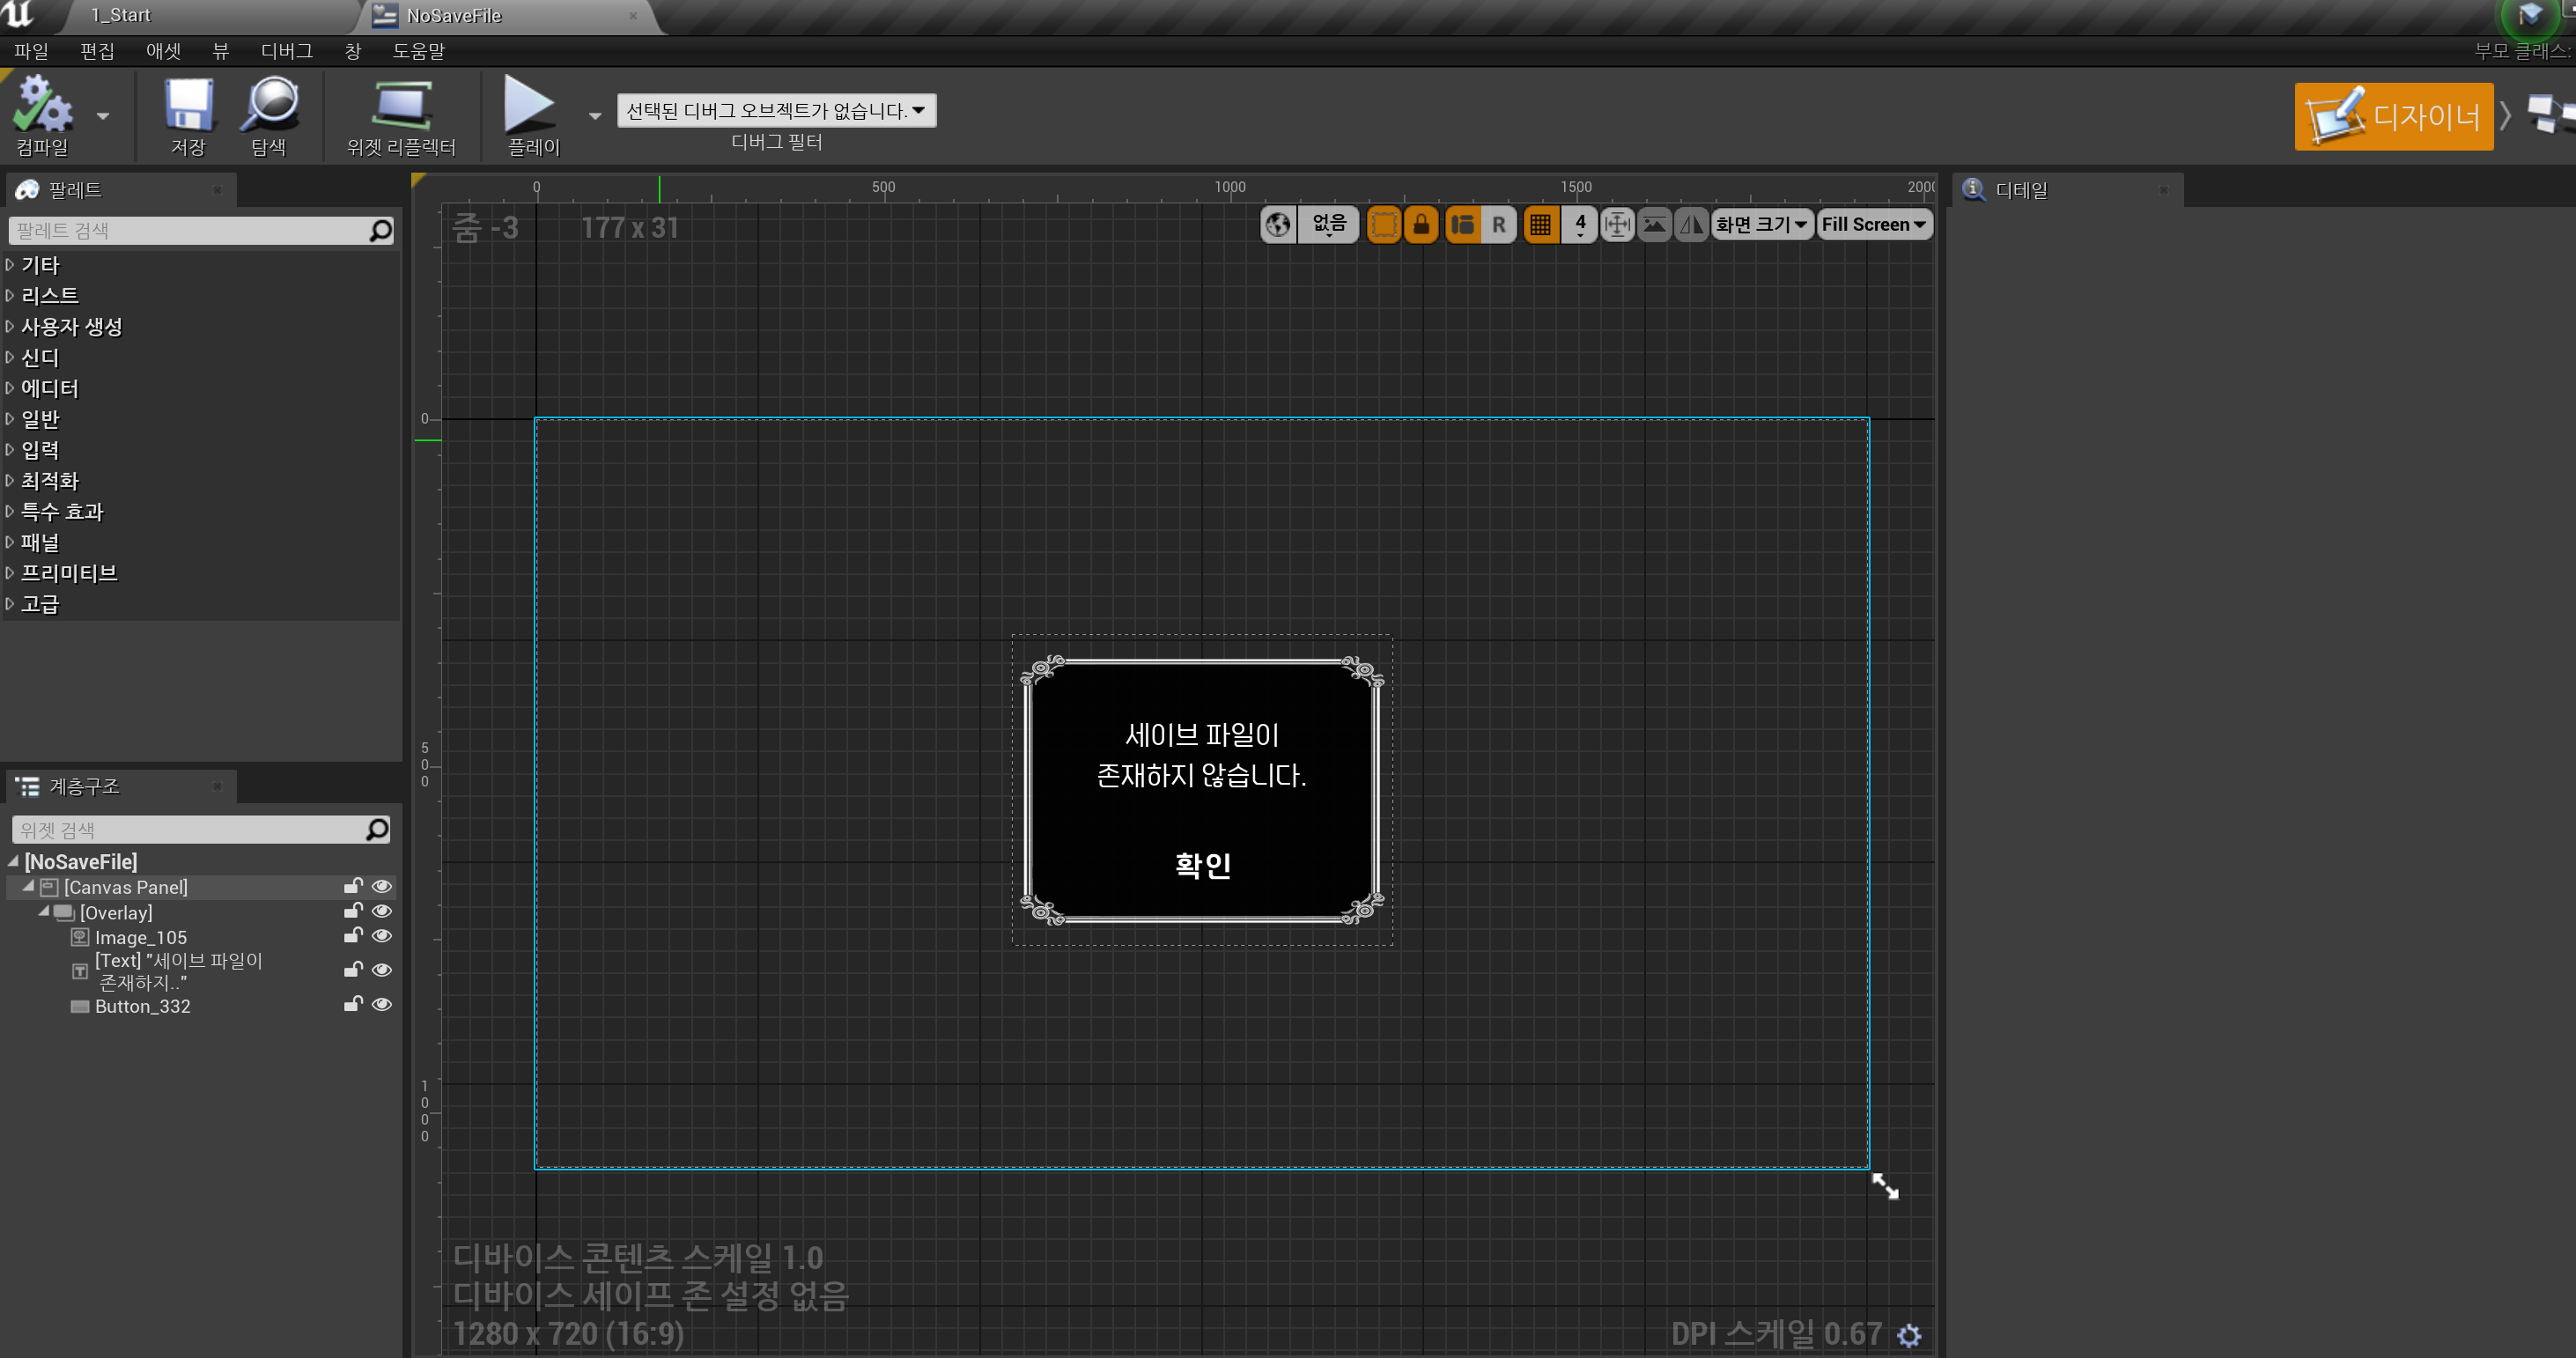 1_Start
NoSaveFile
파일 편집 애셋 뷰 디버그 창 도움말
부모 클래스:
컴파일
저장
탐색
위젯 리플렉터
플레이
선택된 디버그 오브젝트가 없습니다.
디버그 필터
디자이너
팔레트
팔레트 검색
기타
리스트
사용자 생성
신디
에디터
일반
입력
최적화
특수 효과
패널
프리미티브
고급
계층구조
위젯 검색
[NoSaveFile]
[Canvas Panel]
[Overlay]
Image_105
[Text] "세이브 파일이
존재하지.."
Button_332
0 500 1000 1500 2000
줌 -3
177 x 31
없음
R
4
화면 크기
Fill Screen
0
500
1000
세이브 파일이
존재하지 않습니다.
확인
디바이스 콘텐츠 스케일 1.0
디바이스 세이프 존 설정 없음
1280 x 720 (16:9)
DPI 스케일 0.67
디테일